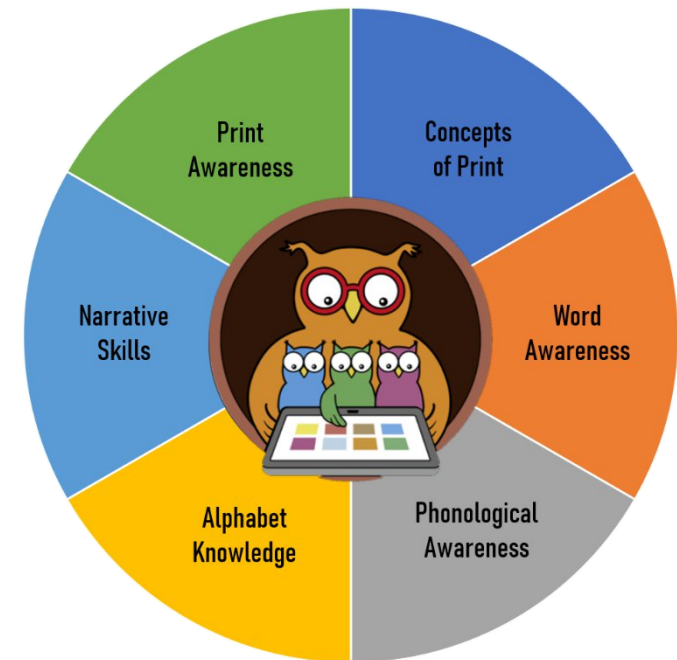 Print
Awareness
Concepts
of Print
Narrative
Skills
Word
Awareness
Alphabet
Knowledge
Phonological
Awareness